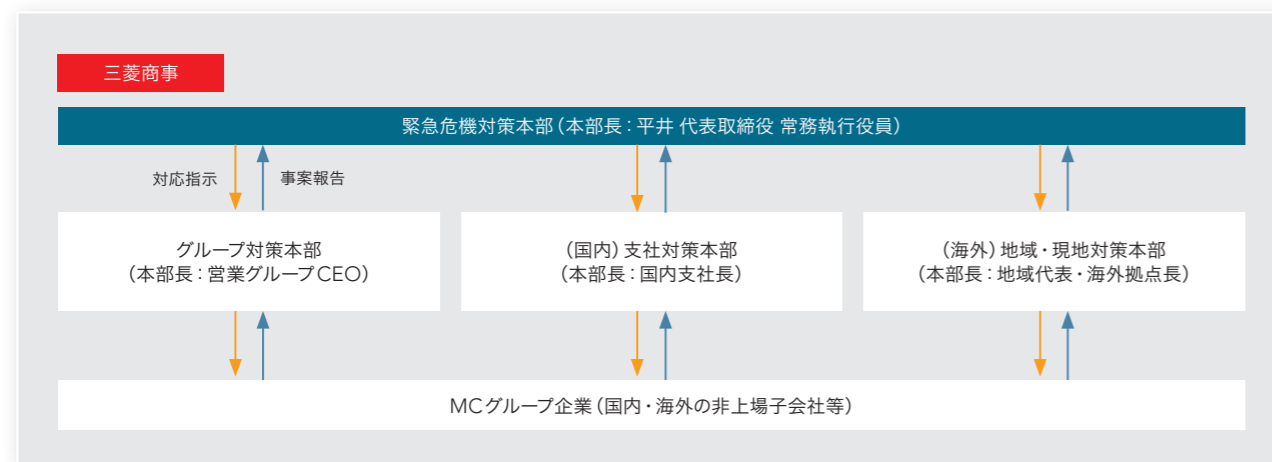 三菱商事
緊急危機対策本部（本部長：平井 代表取締役 常務執行役員）
対応指示
事案報告
グループ対策本部
（本部長：営業グループCEO）
（国内）支社対策本部
（本部長：国内支社長）
（海外）地域・現地対策本部
（本部長：地域代表・海外拠点長）
MCグループ企業（国内・海外の非上場子会社等）